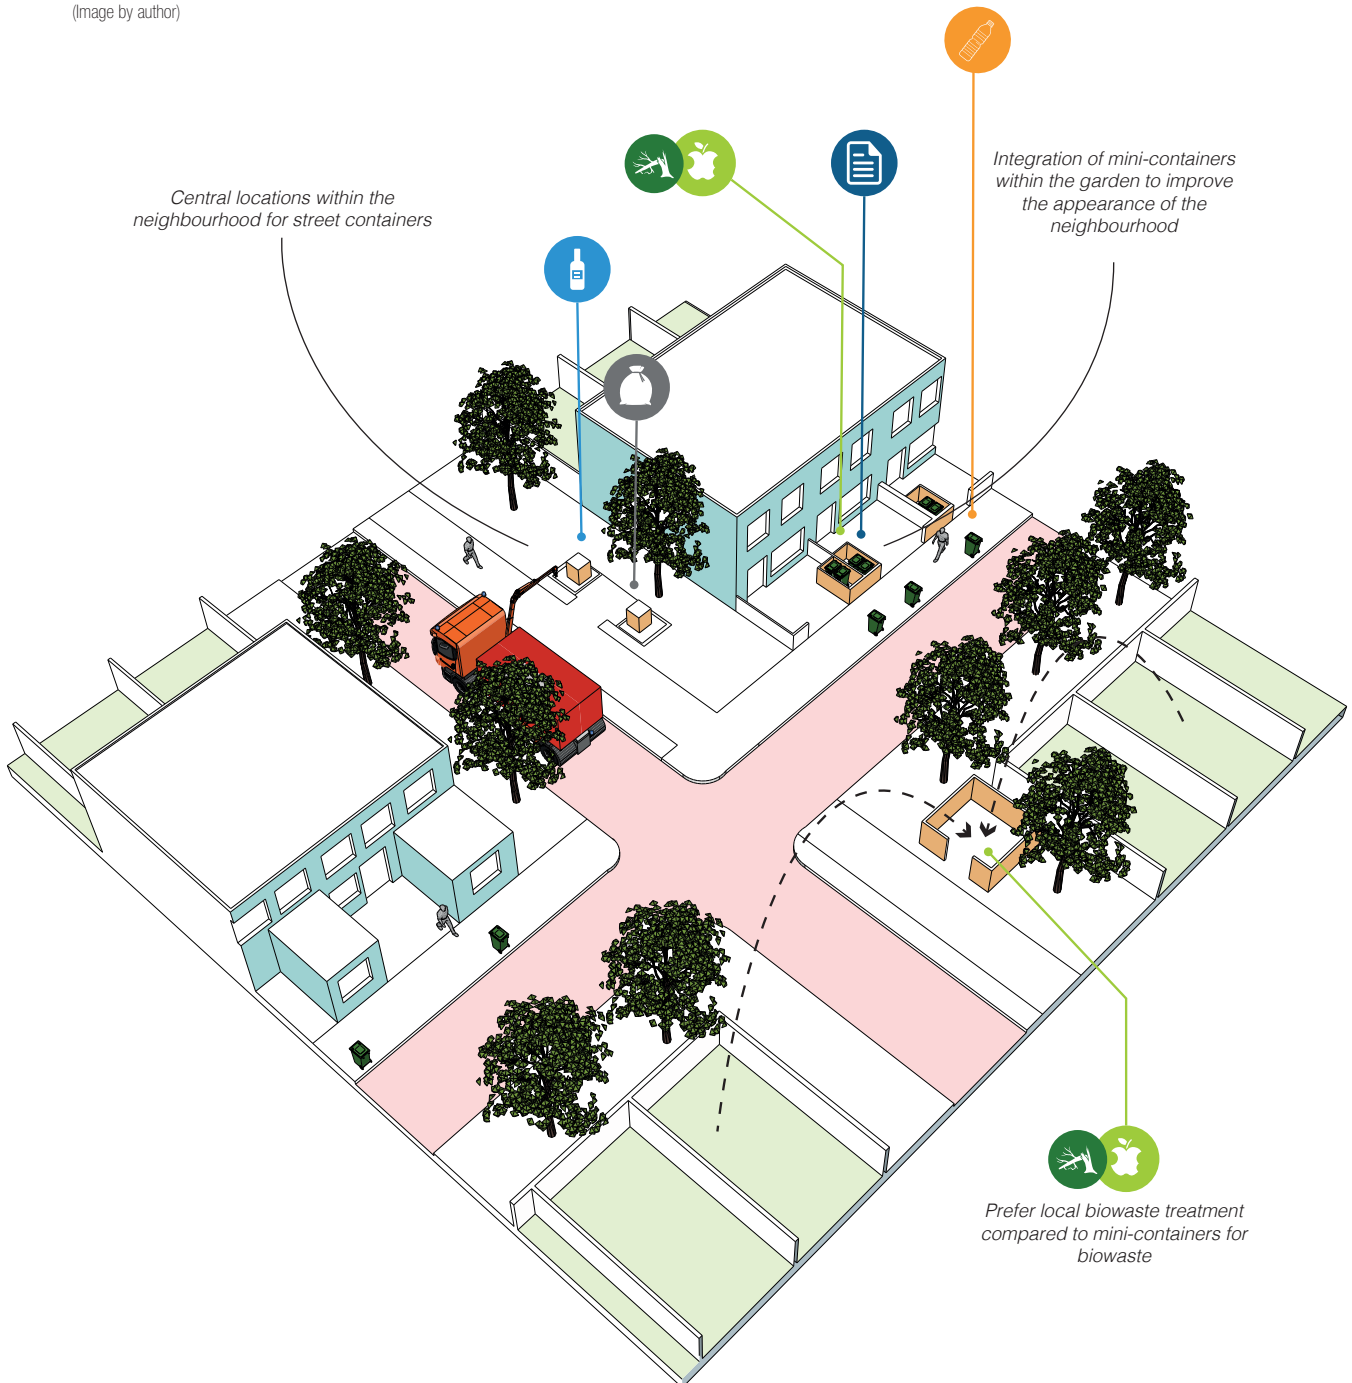 (Image by author)
Central locations within the
neighbourhood for street containers
Integration of mini-containers
within the garden to improve
the appearance of the
neighbourhood
Prefer local biowaste treatment
compared to mini-containers for
biowaste